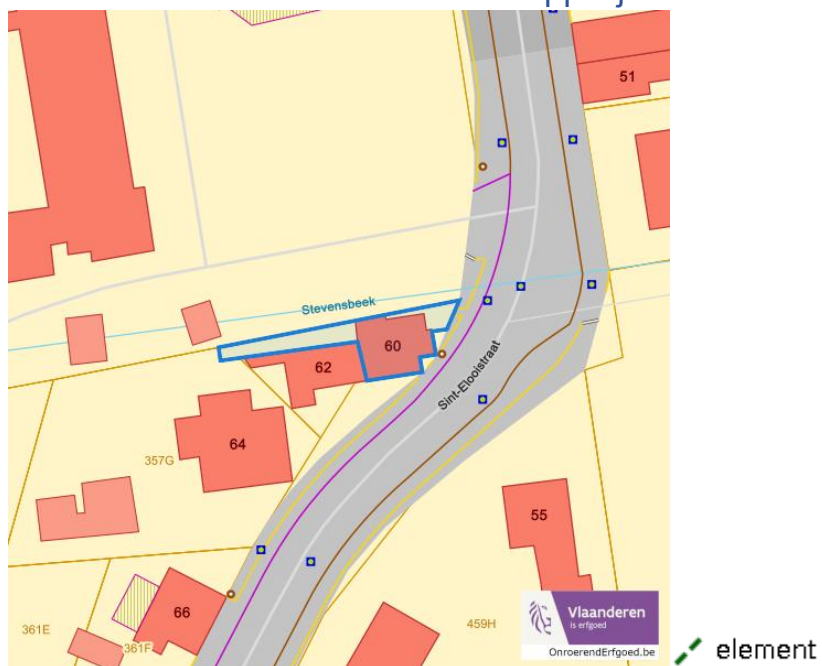 51
Stevensbeek
60
62
Sint-Elooistraat
64
357G
55
66
361E
361F
459H
Vlaanderen
is erfgoed
OnroerendErfgoed.be
element